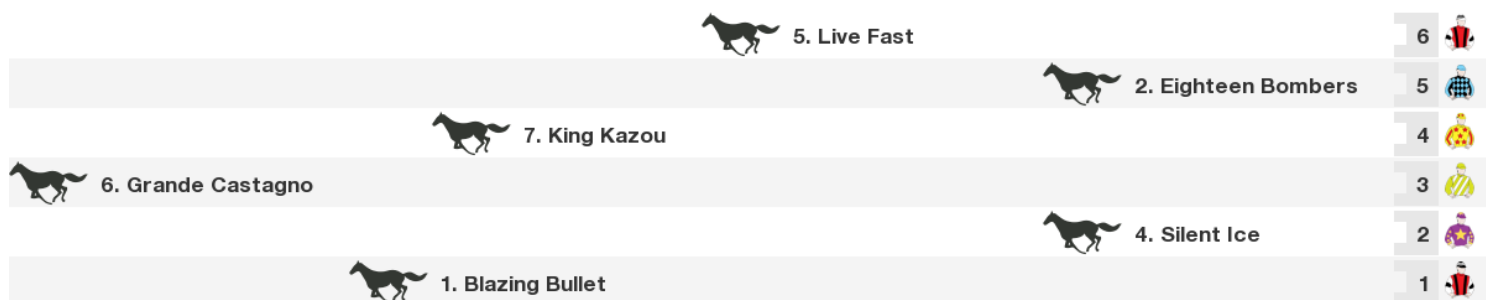 5. Live Fast 6
2. Eighteen Bombers 5
7. King Kazou 4
6. Grande Castagno 3
4. Silent Ice 2
1. Blazing Bullet 1